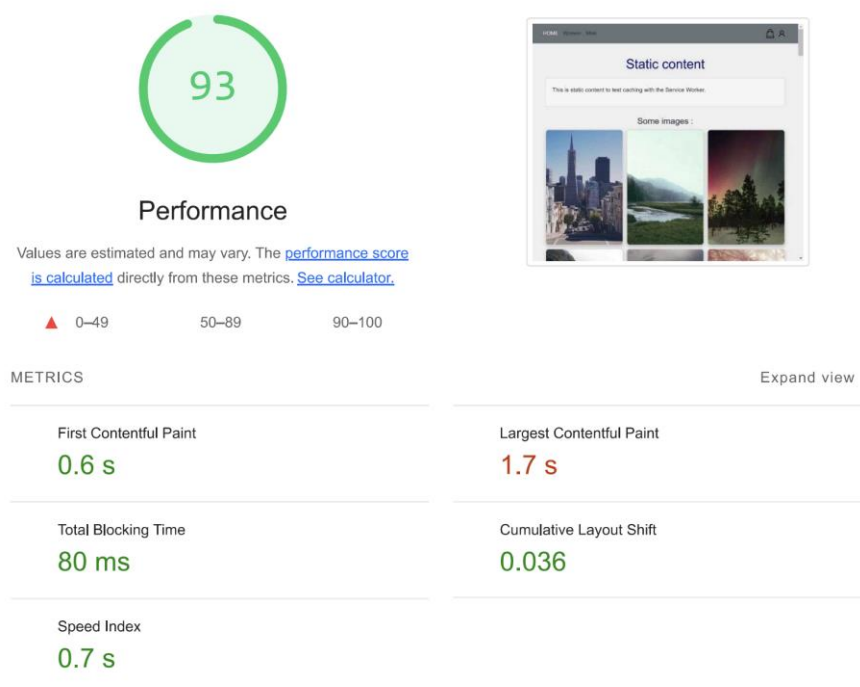 93
Performance
Values are estimated and may vary. The performance score
is calculated directly from these metrics. See calculator.
0–49 50–89 90–100
HOME
Static content
This is static content to test caching with the Service Worker.
Some images :
METRICS
Expand view
First Contentful Paint
0.6 s
Largest Contentful Paint
1.7 s
Total Blocking Time
80 ms
Cumulative Layout Shift
0.036
Speed Index
0.7 s